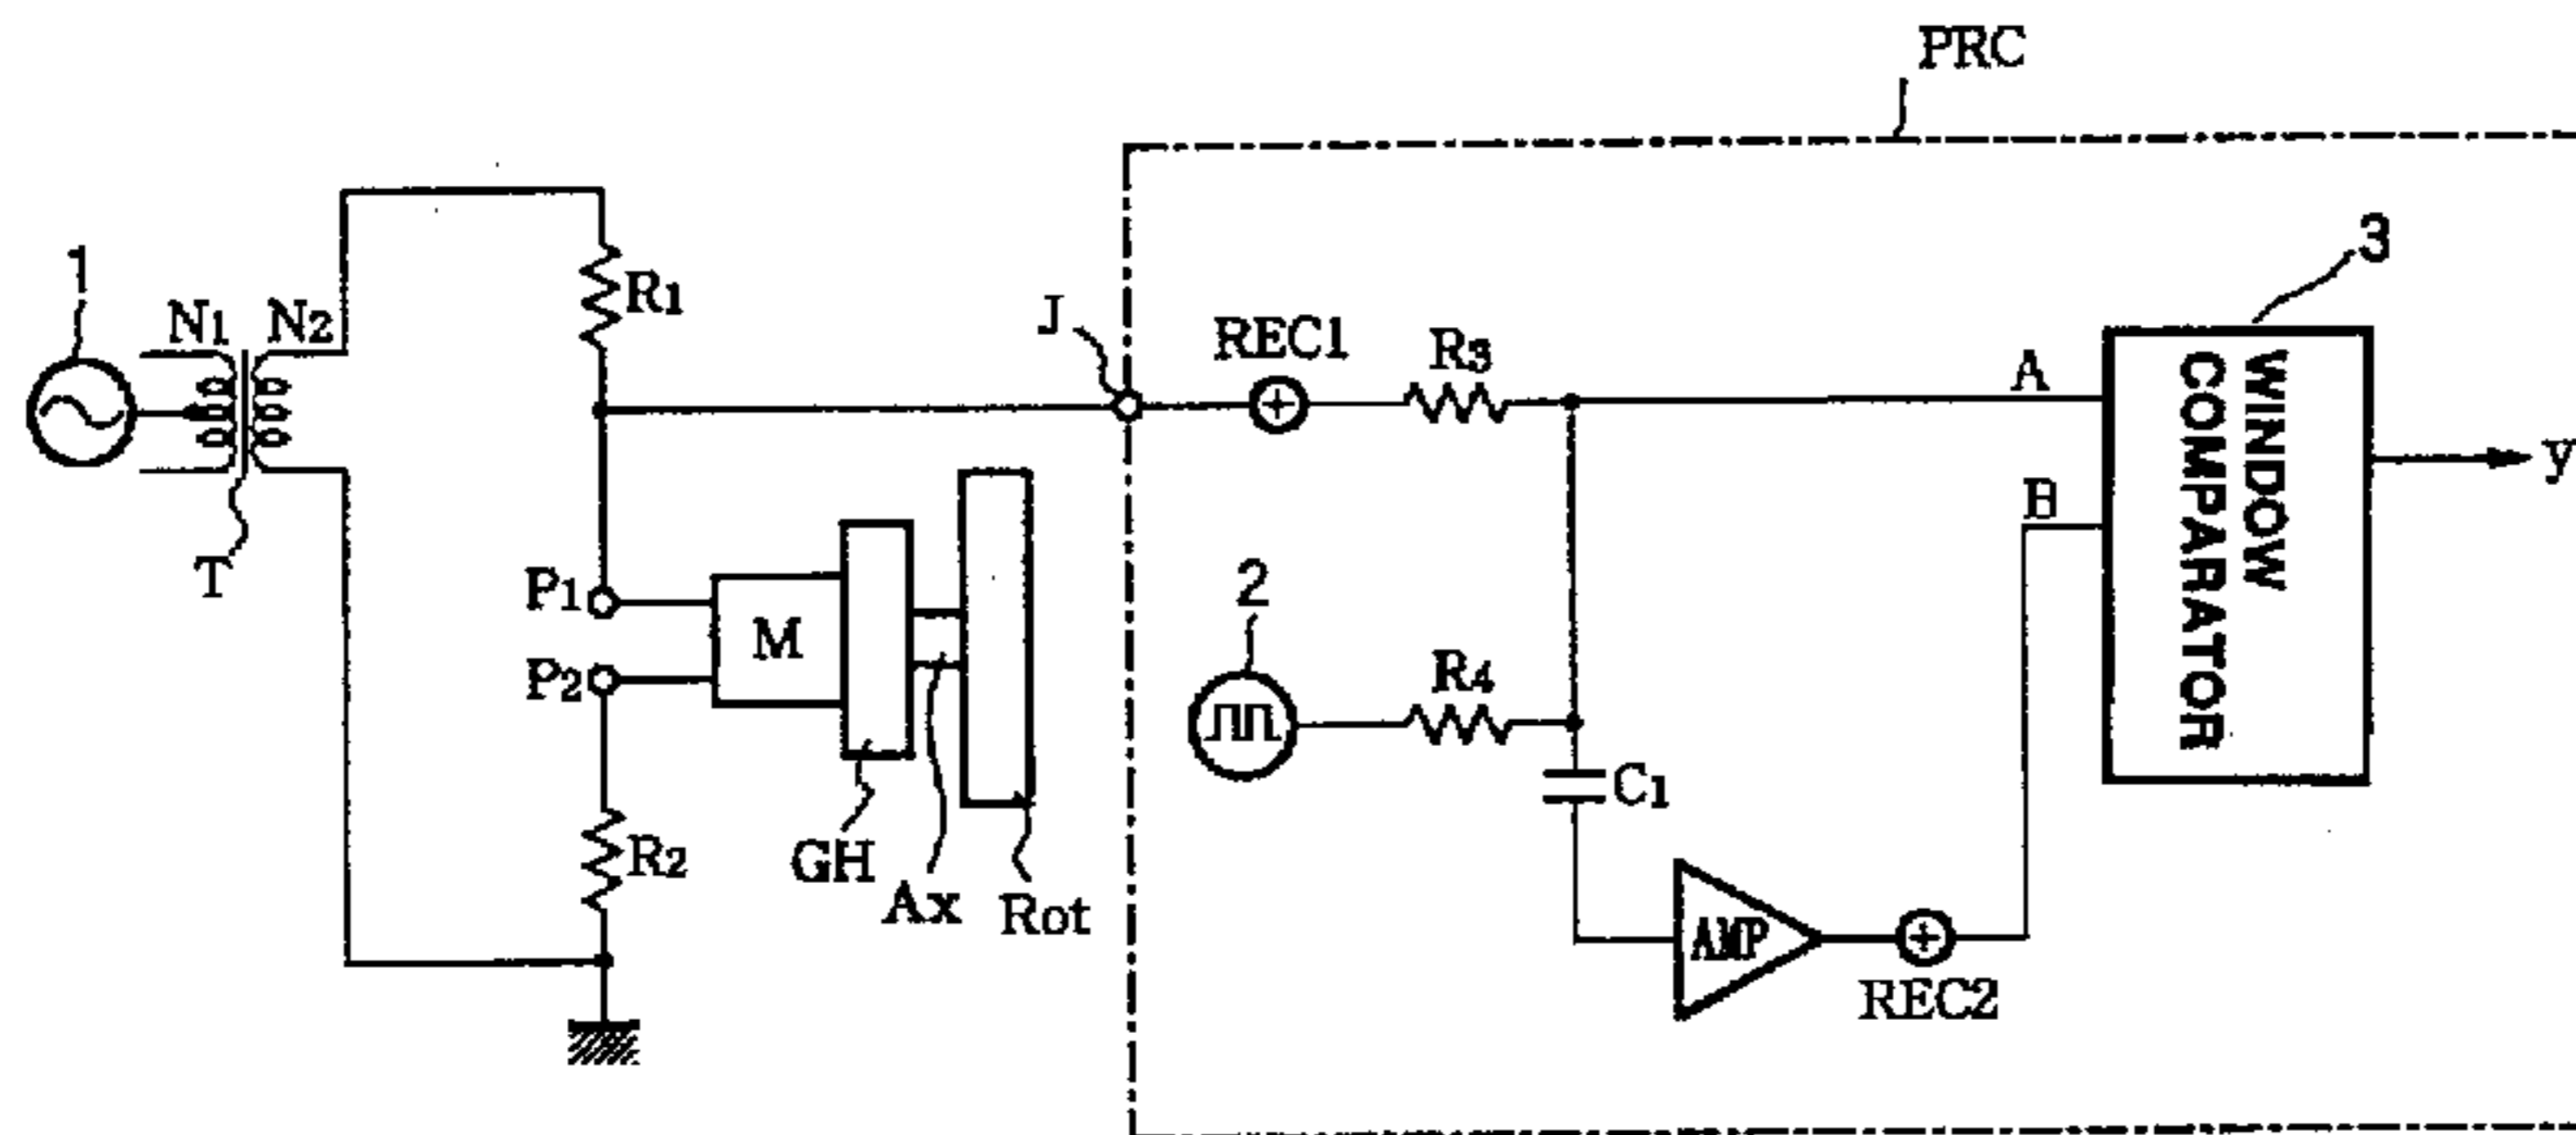 PRC
1
N1 N2
R1
J
REC1
R3
3
A
WINDOW
COMPARATOR
y
B
T
P1
M
P2
2
R4
C1
R2
GH
Ax
Rot
AMP
REC2